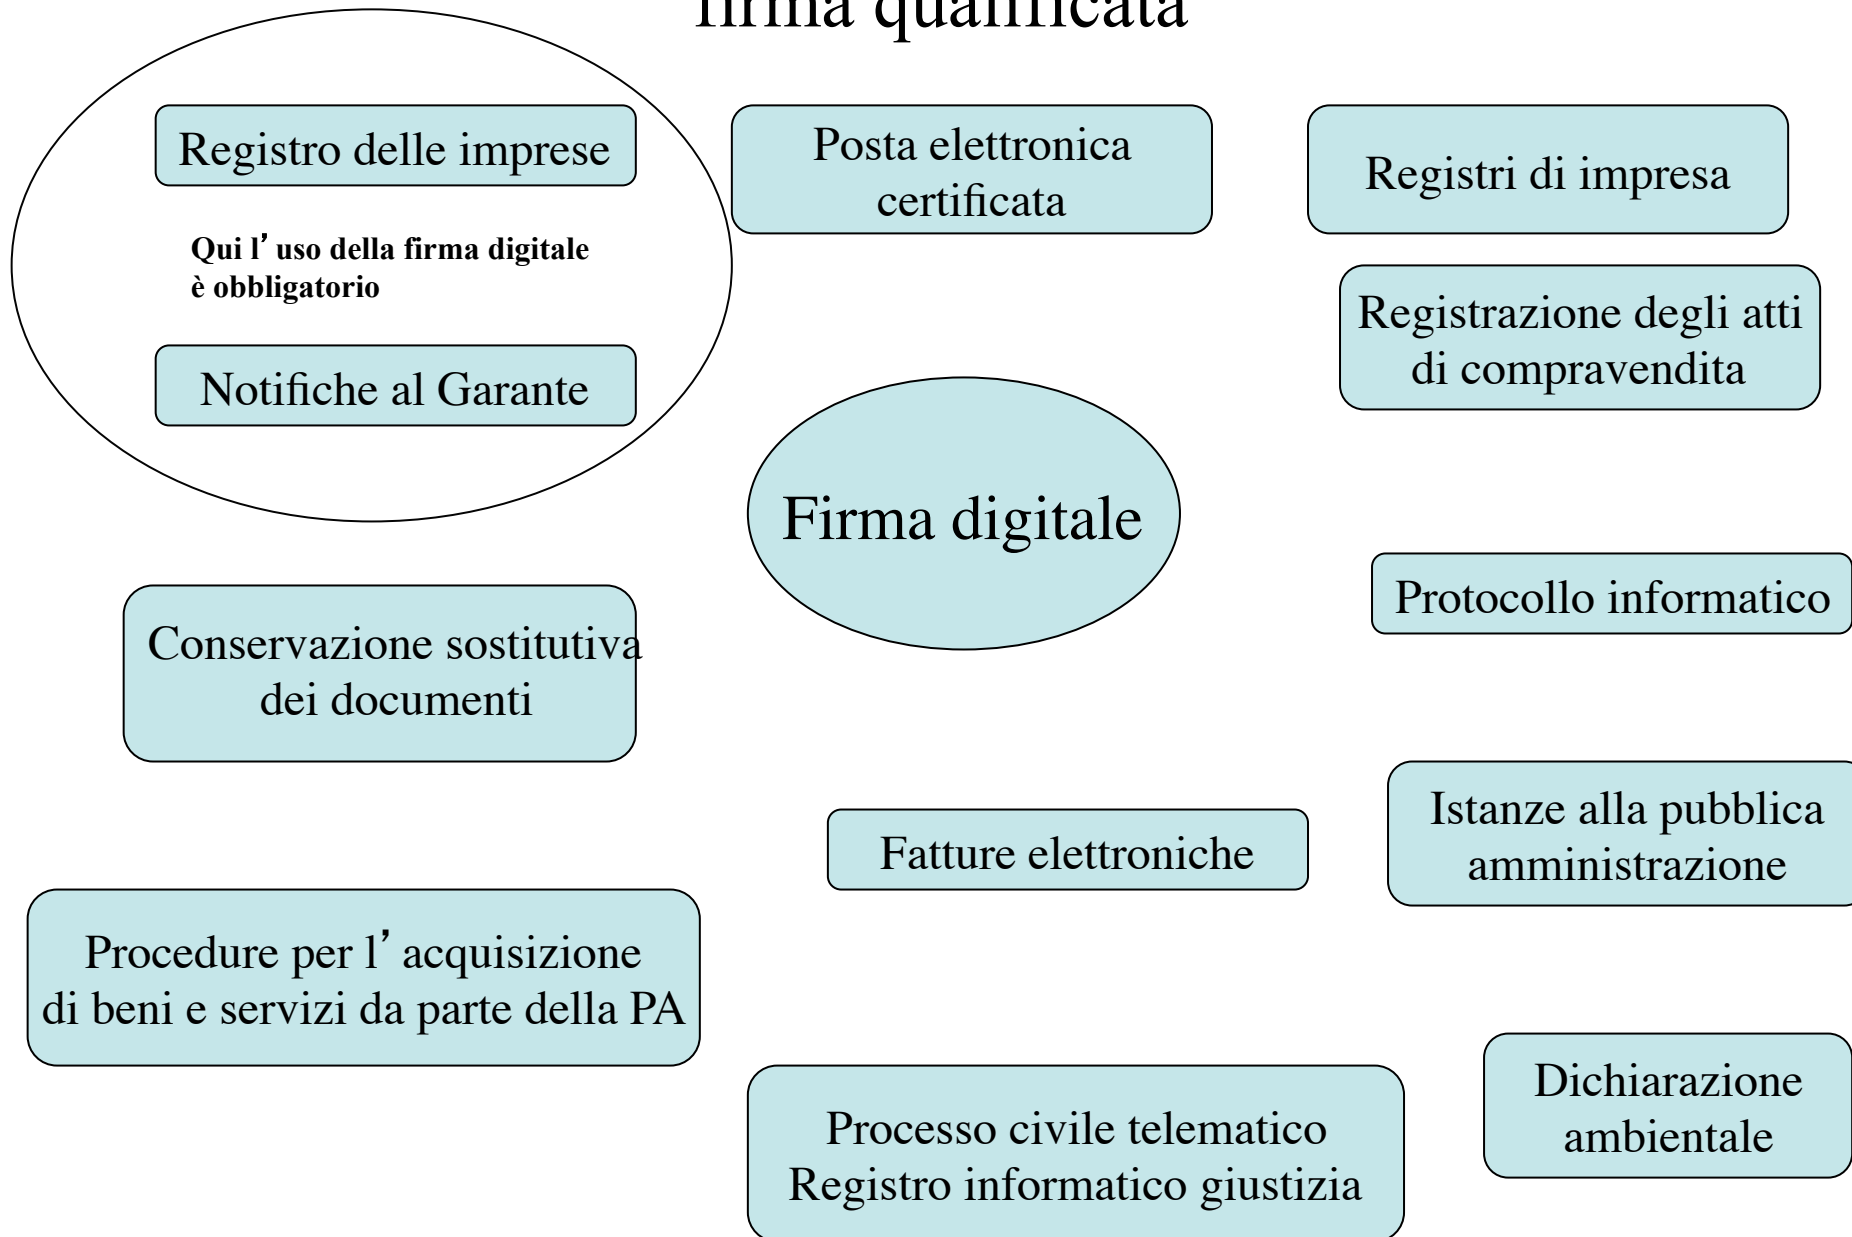 firma qualificata
Registro delle imprese
Qui l’ uso della firma digitale
è obbligatorio
Notifiche al Garante
Posta elettronica
certificata
Registri di impresa
Registrazione degli atti
di compravendita
Firma digitale
Protocollo informatico
Conservazione sostitutiva
dei documenti
Fatture elettroniche
Istanze alla pubblica
amministrazione
Procedure per l’ acquisizione
di beni e servizi da parte della PA
Processo civile telematico
Registro informatico giustizia
Dichiarazione
ambientale